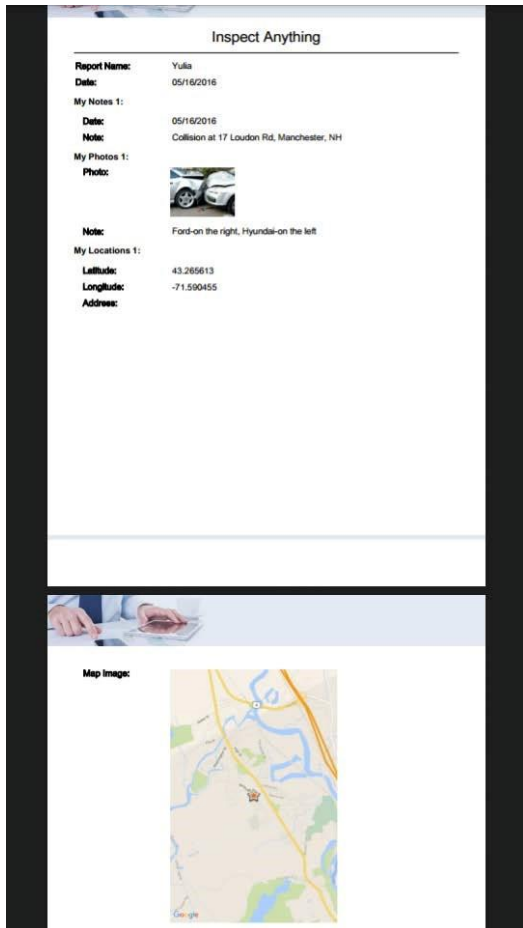 Inspect Anything
Report Name: Yulia
Date: 05/16/2016
My Notes 1:
Date: 05/16/2016
Note: Collision at 17 Loudon Rd, Manchester, NH
My Photos 1:
Photo:
Note: Ford-on the right, Hyundai-on the left
My Locations 1:
Latitude: 43.265613
Longitude: -71.590455
Address:
Map Image:
Google